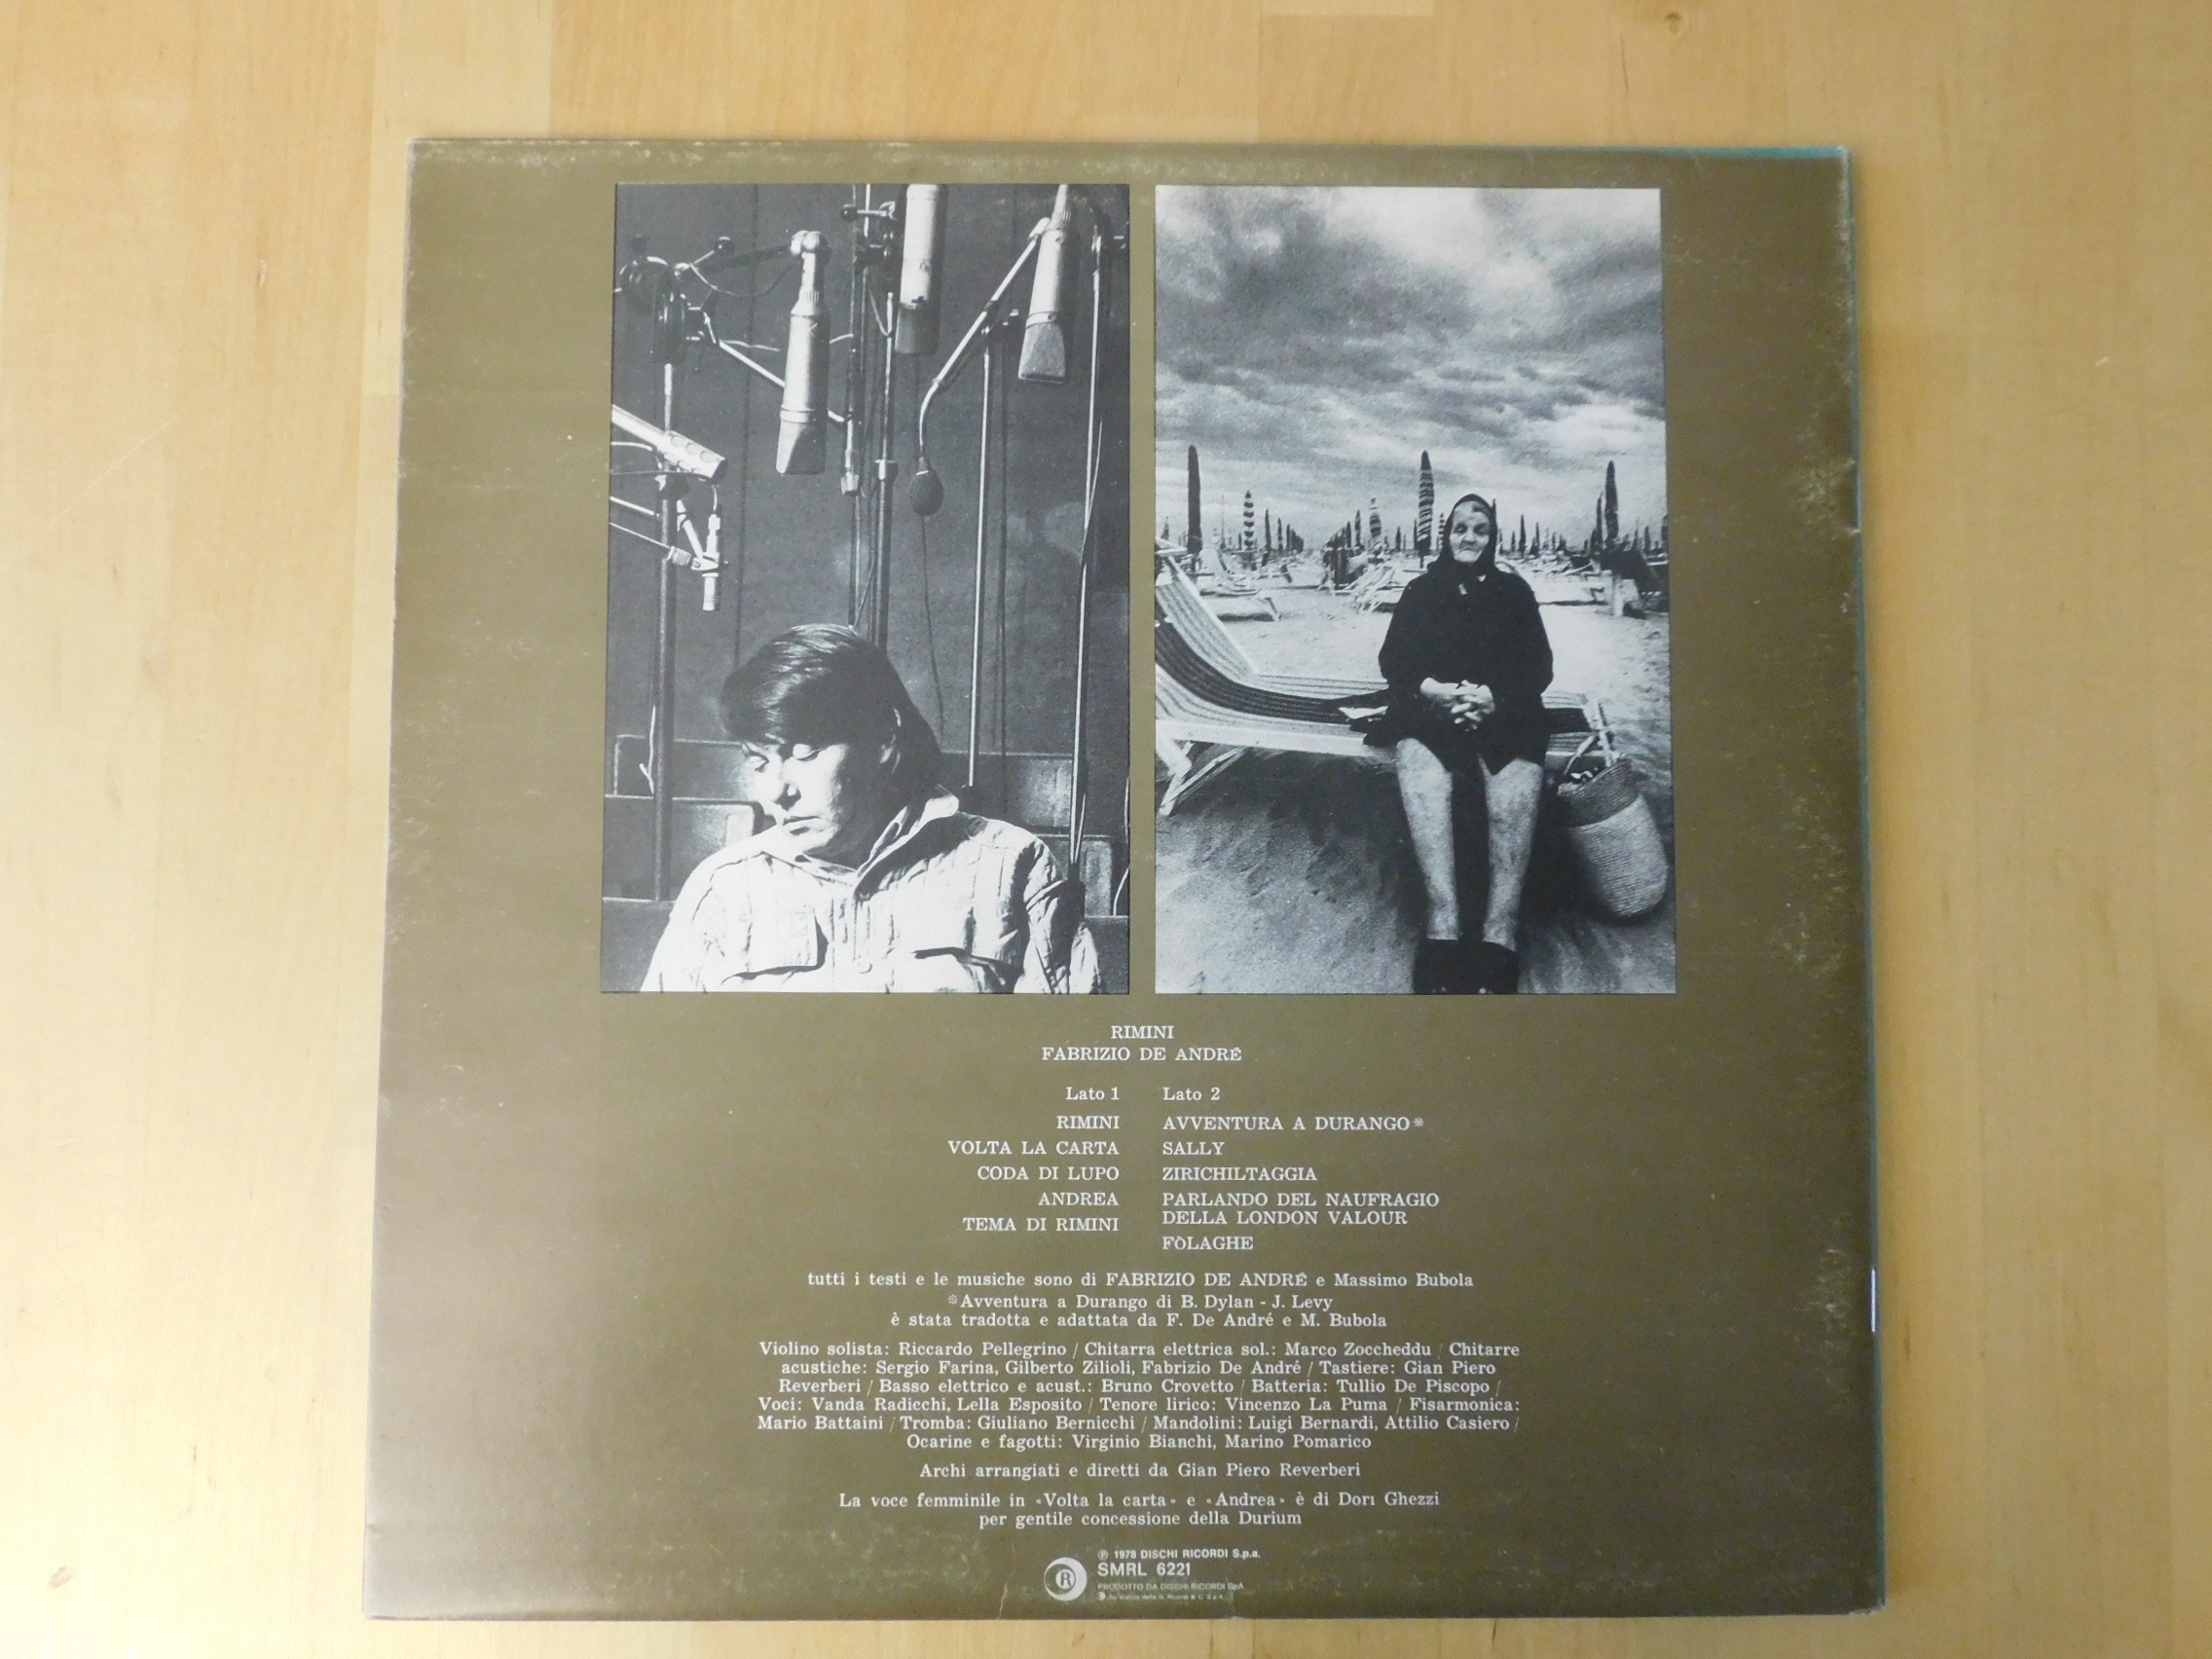 RIMINI
FABRIZIO DE ANDRÉ
Lato 1
RIMINI
VOLTA LA CARTA
CODA DI LUPO
ANDREA
TEMA DI RIMINI
Lato 2
AVVENTURA A DURANGO*
SALLY
ZIRICHILTAGGIA
PARLANDO DEL NAUFRAGIO
DELLA LONDON VALOUR
FÒLAGHE
tutti i testi e le musiche sono di FABRIZIO DE ANDRÉ e Massimo Bubola
*Avventura a Durango di B. Dylan - J. Levy
è stata tradotta e adattata da F. De André e M. Bubola
Violino solista: Riccardo Pellegrino / Chitarra elettrica sol.: Marco Zoccheddu / Chitarre
acustiche: Sergio Farina, Gilberto Zilioli, Fabrizio De André / Tastiere: Gian Piero
Reverberi / Basso elettrico e acust.: Bruno Crovetto / Batteria: Tullio De Piscopo /
Voci: Vanda Radicchi, Lella Esposito / Tenore lirico: Vincenzo La Puma / Fisarmonica:
Mario Battaini / Tromba: Giuliano Bernicchi / Mandolini: Luigi Bernardi, Attilio Casiero /
Ocarine e fagotti: Virginio Bianchi, Marino Pomarico
Archi arrangiati e diretti da Gian Piero Reverberi
La voce femminile in «Volta la carta» e «Andrea» è di Dori Ghezzi
per gentile concessione della Durium
R
℗ 1978 DISCHI RICORDI S.p.a.
SMRL 6221
PRODOTTO DA DISCHI RICORDI SpA